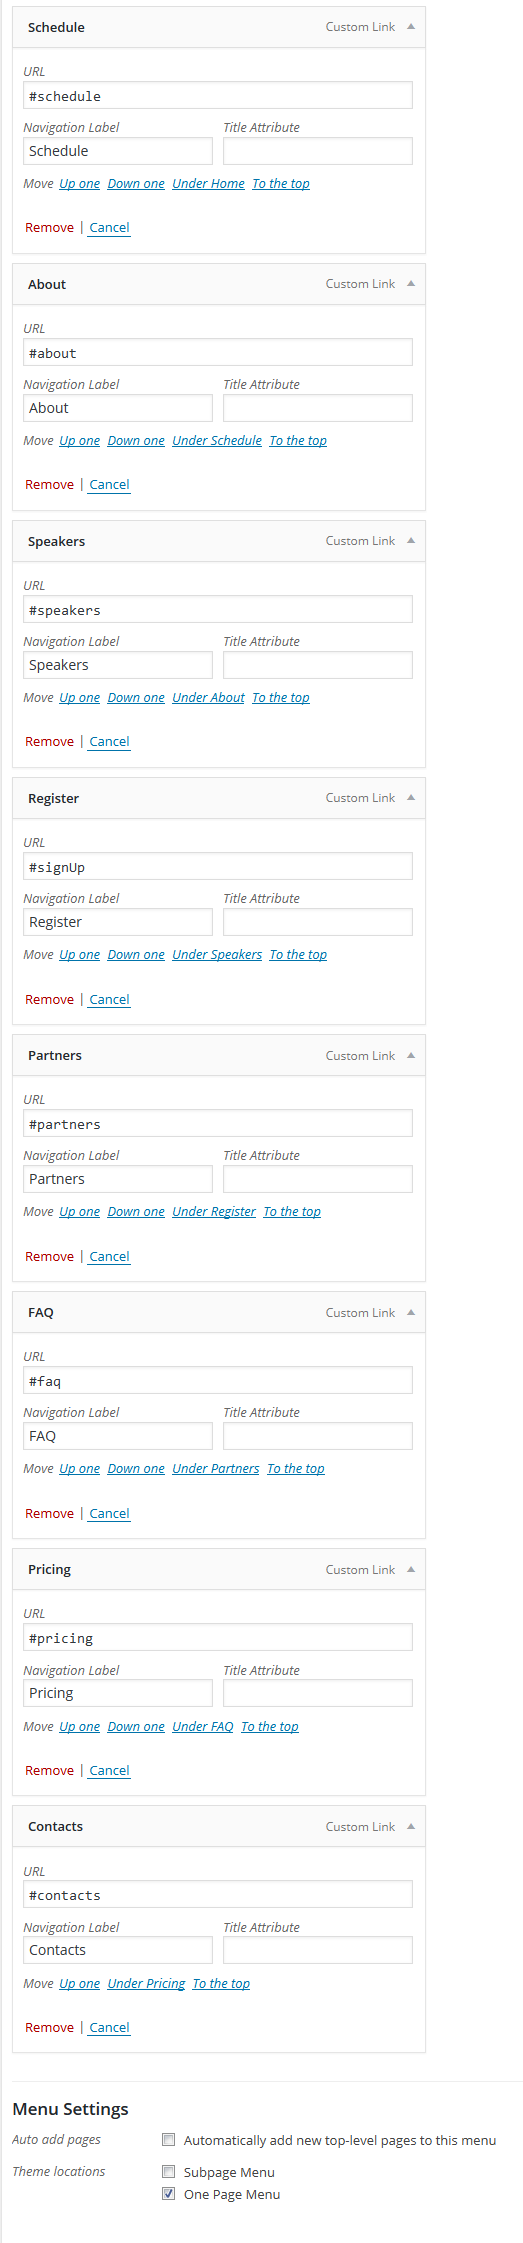 Schedule Custom Link
URL
#schedule
Navigation Label Title Attribute
Schedule
Move Up one Down one Under Home To the top
Remove | Cancel
About Custom Link
URL
#about
Navigation Label Title Attribute
About
Move Up one Down one Under Schedule To the top
Remove | Cancel
Speakers Custom Link
URL
#speakers
Navigation Label Title Attribute
Speakers
Move Up one Down one Under About To the top
Remove | Cancel
Register Custom Link
URL
#signUp
Navigation Label Title Attribute
Register
Move Up one Down one Under Speakers To the top
Remove | Cancel
Partners Custom Link
URL
#partners
Navigation Label Title Attribute
Partners
Move Up one Down one Under Register To the top
Remove | Cancel
FAQ Custom Link
URL
#faq
Navigation Label Title Attribute
FAQ
Move Up one Down one Under Partners To the top
Remove | Cancel
Pricing Custom Link
URL
#pricing
Navigation Label Title Attribute
Pricing
Move Up one Down one Under FAQ To the top
Remove | Cancel
Contacts Custom Link
URL
#contacts
Navigation Label Title Attribute
Contacts
Move Up one Under Pricing To the top
Remove | Cancel
Menu Settings
Auto add pages Automatically add new top-level pages to this menu
Theme locations Subpage Menu
One Page Menu